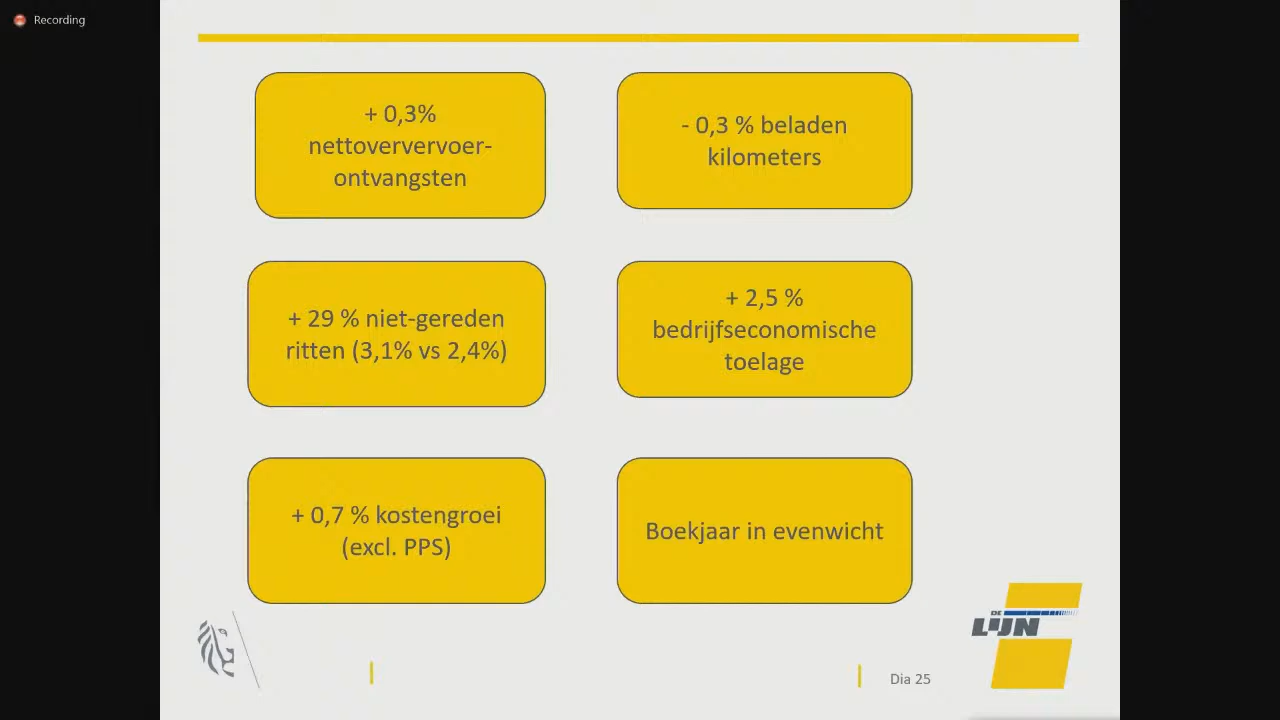 Recording
+ 0,3%
nettoververvoer-
ontvangsten
- 0,3 % beladen
kilometers
+ 29 % niet-gereden
ritten (3,1% vs 2,4%)
+ 2,5 %
bedrijfseconomische
toelage
+ 0,7 % kostengroei
(excl. PPS)
Boekjaar in evenwicht
DE
LIJN
Dia 25